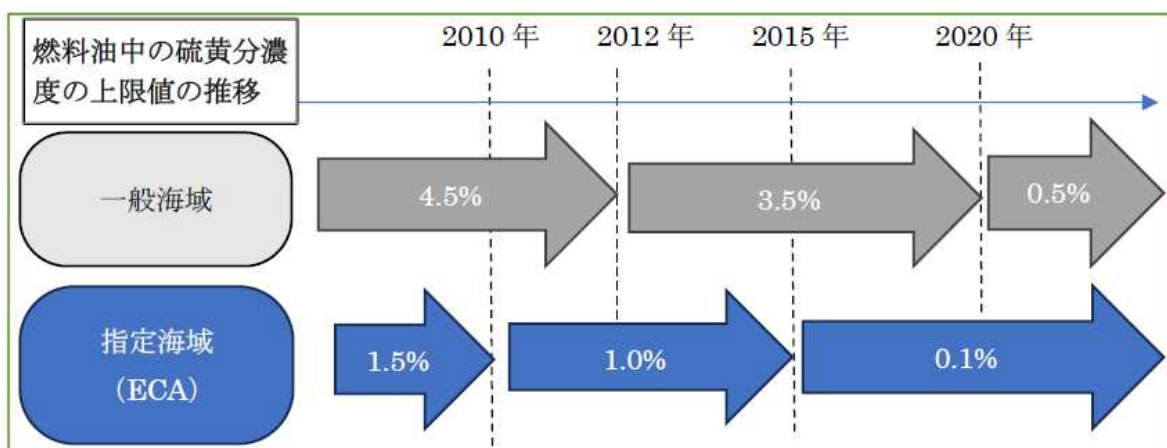 燃料油中の硫黄分濃
度の上限値の推移
2010 年
2012 年
2015 年
2020 年
一般海域
4.5%
3.5%
0.5%
指定海域
（ECA）
1.5%
1.0%
0.1%